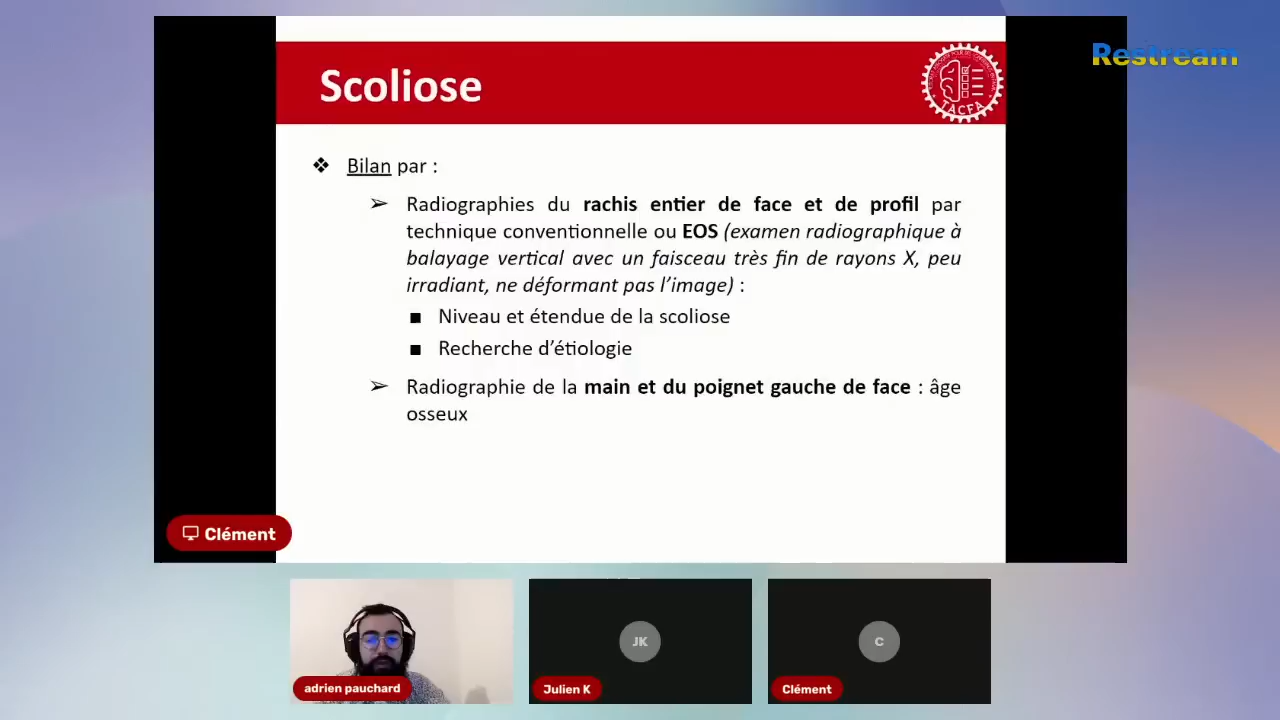 Restream
Scoliose
TACFA
❖ Bilan par :
➢ Radiographies du rachis entier de face et de profil par
technique conventionnelle ou EOS (examen radiographique à
balayage vertical avec un faisceau très fin de rayons X, peu
irradiant, ne déformant pas l’image) :
▪ Niveau et étendue de la scoliose
▪ Recherche d’étiologie
➢ Radiographie de la main et du poignet gauche de face : âge
osseux
Clément
JK
C
adrien pauchard
Julien K
Clément